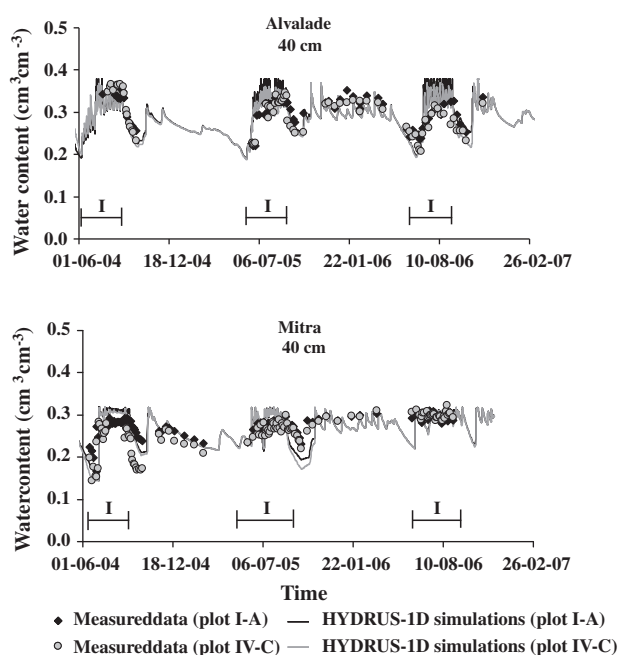 Alvalade
40 cm
Water content (cm³cm⁻³)
0.5
0.4
0.3
0.2
0.1
0.0
I I I
01-06-04 18-12-04 06-07-05 22-01-06 10-08-06 26-02-07
Mitra
40 cm
Watercontent (cm³cm⁻³)
0.5
0.4
0.3
0.2
0.1
0.0
I I I
01-06-04 18-12-04 06-07-05 22-01-06 10-08-06 26-02-07
Time
Measureddata (plot I-A) HYDRUS-1D simulations (plot I-A)
Measureddata (plot IV-C) HYDRUS-1D simulations (plot IV-C)